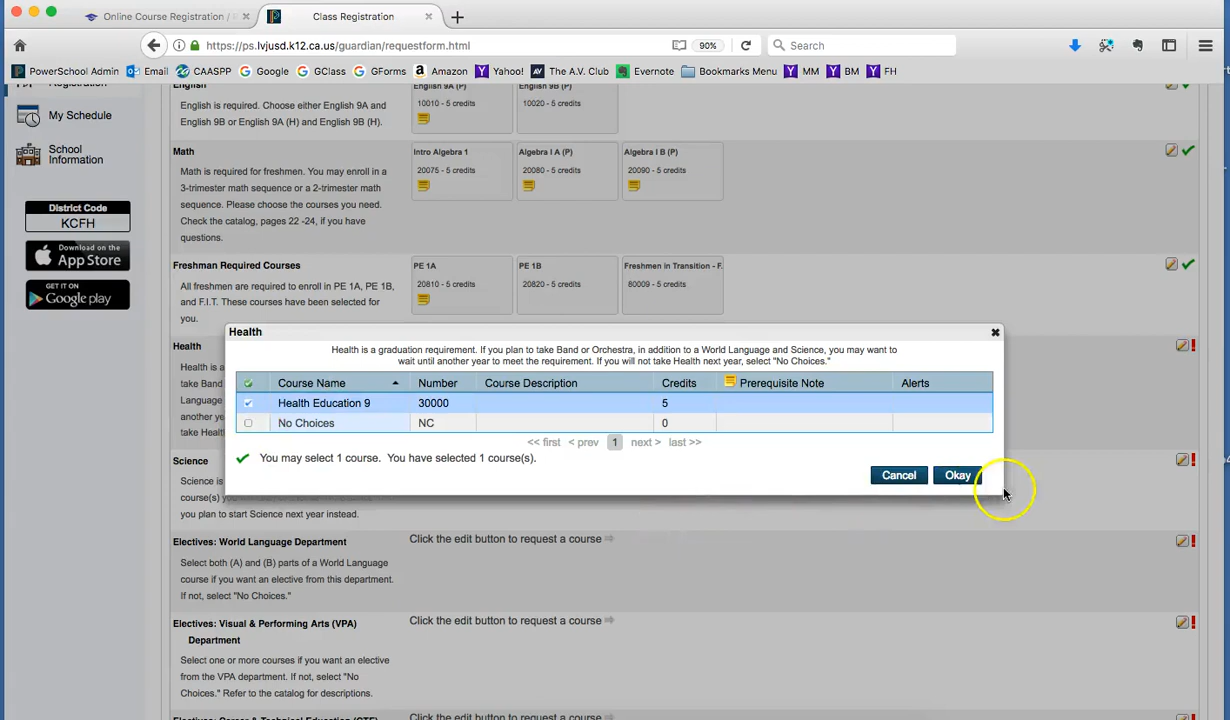 Online Course Registration /
Class Registration
https://ps.lvjusd.k12.ca.us/guardian/requestform.html
90%
Search
PowerSchool Admin
Email
CAASPP
Google
GClass
GForms
Amazon
Yahoo!
The A.V. Club
Evernote
Bookmarks Menu
MM
BM
FH
Registration
My Schedule
School
Information
District Code
KCFH
Download on the
App Store
GET IT ON
Google play
English
English is required. Choose either English 9A and
English 9B or English 9A (H) and English 9B (H).
English 9A (P)
10010 - 5 credits
English 9B (P)
10020 - 5 credits
Math
Math is required for freshmen. You may enroll in a
3-trimester math sequence or a 2-trimester math
sequence. Please choose the courses you need.
Check the catalog, pages 22 -24, if you have
questions.
Intro Algebra 1
20075 - 5 credits
Algebra I A (P)
20080 - 5 credits
Algebra I B (P)
20090 - 5 credits
Freshman Required Courses
All freshmen are required to enroll in PE 1A, PE 1B,
and F.I.T. These courses have been selected for
you.
PE 1A
20810 - 5 credits
PE 1B
20820 - 5 credits
Freshmen in Transition - F.
80009 - 5 credits
Health
Health is a
take Band
Language
another ye
take Healt
Health
Health is a graduation requirement. If you plan to take Band or Orchestra, in addition to a World Language and Science, you may want to
wait until another year to meet the requirement. If you will not take Health next year, select "No Choices."
Course Name
Number
Course Description
Credits
Prerequisite Note
Alerts
Health Education 9
30000
5
No Choices
NC
0
<< first
< prev
1
next >
last >>
You may select 1 course. You have selected 1 course(s).
Cancel
Okay
Science
Science is
course(s) y
you plan to start Science next year instead.
Electives: World Language Department
Select both (A) and (B) parts of a World Language
course if you want an elective from this department.
If not, select "No Choices."
Click the edit button to request a course
Electives: Visual & Performing Arts (VPA)
Department
Select one or more courses if you want an elective
from the VPA department. If not, select "No
Choices." Refer to the catalog for descriptions.
Click the edit button to request a course
Electives: Career & Technical Education (CTE)
Click the edit button to request a course